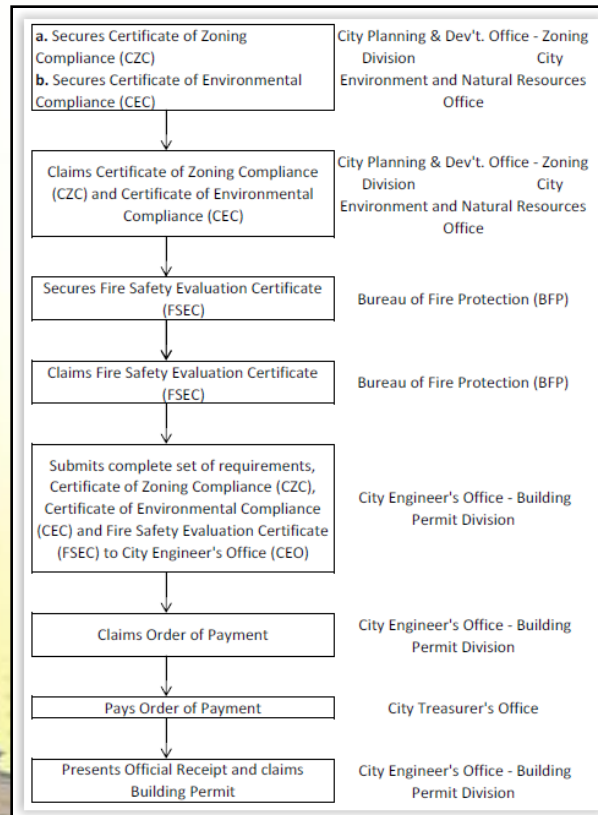 a. Secures Certificate of Zoning
Compliance (CZC)
b. Secures Certificate of Environmental
Compliance (CEC)
City Planning & Dev't. Office - Zoning
Division City
Environment and Natural Resources
Office
Claims Certificate of Zoning Compliance
(CZC) and Certificate of Environmental
Compliance (CEC)
City Planning & Dev't. Office - Zoning
Division City
Environment and Natural Resources
Office
Secures Fire Safety Evaluation Certificate
(FSEC)
Bureau of Fire Protection (BFP)
Claims Fire Safety Evaluation Certificate
(FSEC)
Bureau of Fire Protection (BFP)
Submits complete set of requirements,
Certificate of Zoning Compliance (CZC),
Certificate of Environmental Compliance
(CEC) and Fire Safety Evaluation Certificate
(FSEC) to City Engineer's Office (CEO)
City Engineer's Office - Building
Permit Division
Claims Order of Payment
City Engineer's Office - Building
Permit Division
Pays Order of Payment
City Treasurer's Office
Presents Official Receipt and claims
Building Permit
City Engineer's Office - Building
Permit Division